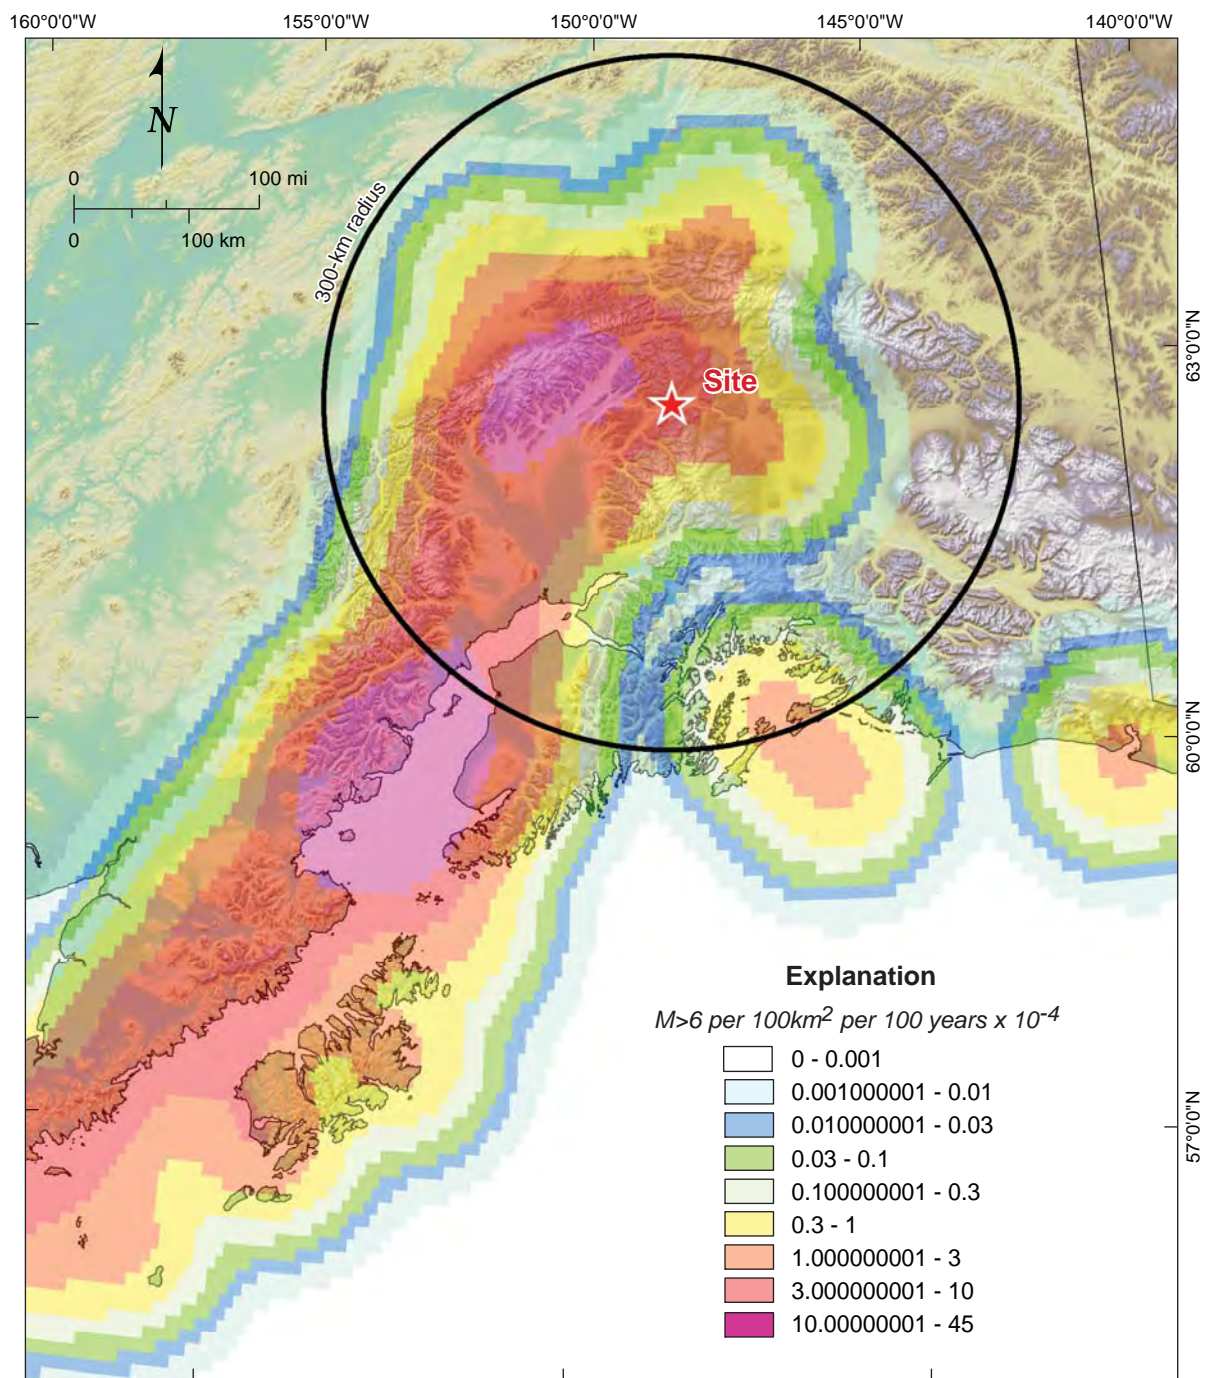 160°0'0"W
155°0'0"W
150°0'0"W
145°0'0"W
140°0'0"W
N
0 100 mi
0 100 km
300-km radius
63°0'0"N
Site
60°0'0"N
57°0'0"N
Explanation
M>6 per 100km² per 100 years x 10⁻⁴
0 - 0.001
0.001000001 - 0.01
0.010000001 - 0.03
0.03 - 0.1
0.100000001 - 0.3
0.3 - 1
1.000000001 - 3
3.000000001 - 10
10.00000001 - 45